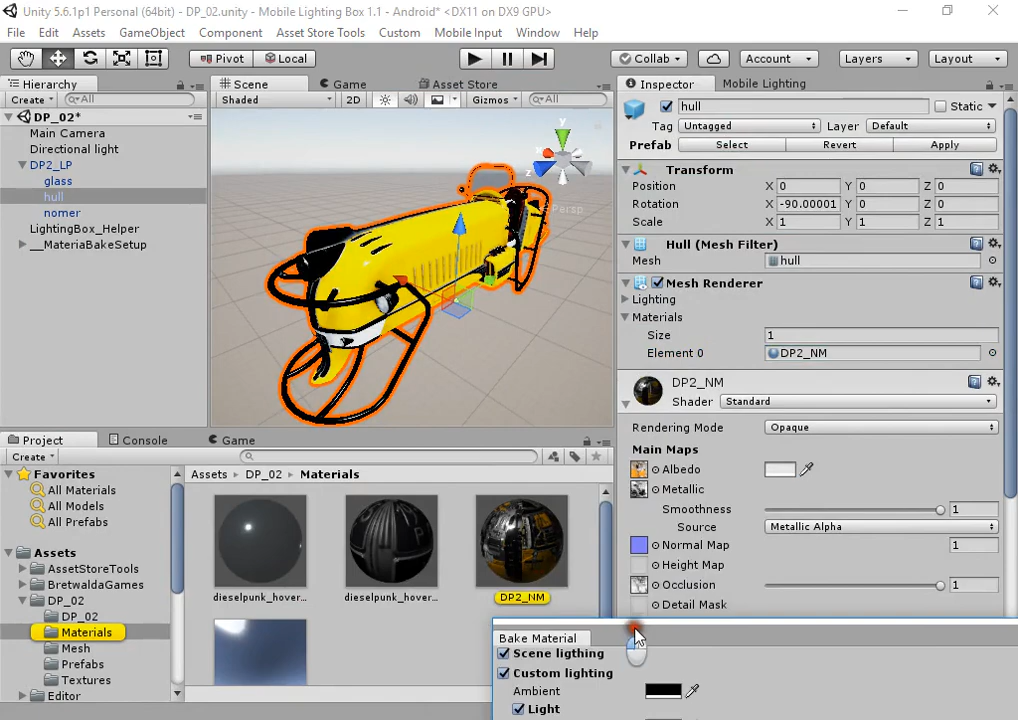 Unity 5.6.1p1 Personal (64bit) - DP_02.unity - Mobile Lighting Box 1.1 - Android* <DX11 on DX9 GPU>
File Edit Assets GameObject Component Asset Store Tools Custom Mobile Input Window Help
Pivot Local Collab Account Layers Layout
Hierarchy
Create All
DP_02*
Main Camera
Directional light
DP2_LP
glass
hull
nomer
LightingBox_Helper
__MateriaBakeSetup
Scene Game Asset Store
Shaded 2D Gizmos All
y
x
z
Persp
Inspector Mobile Lighting
hull Static
Tag Untagged Layer Default
Prefab Select Revert Apply
Transform
Position X 0 Y 0 Z 0
Rotation X -90.00001 Y 0 Z 0
Scale X 1 Y 1 Z 1
Hull (Mesh Filter)
Mesh hull
Mesh Renderer
Lighting
Materials
Size 1
Element 0 DP2_NM
DP2_NM
Shader Standard
Rendering Mode Opaque
Main Maps
Albedo
Metallic
Smoothness 1
Source Metallic Alpha
Normal Map 1
Height Map
Occlusion 1
Detail Mask
Project Console Game
Create
Favorites
All Materials
All Models
All Prefabs
Assets
AssetStoreTools
BretwaldaGames
DP_02
DP_02
Materials
Mesh
Prefabs
Textures
Editor
Assets DP_02 Materials
dieselpunk_hover... dieselpunk_hover... DP2_NM
Bake Material
Scene ligthing
Custom lighting
Ambient
Light